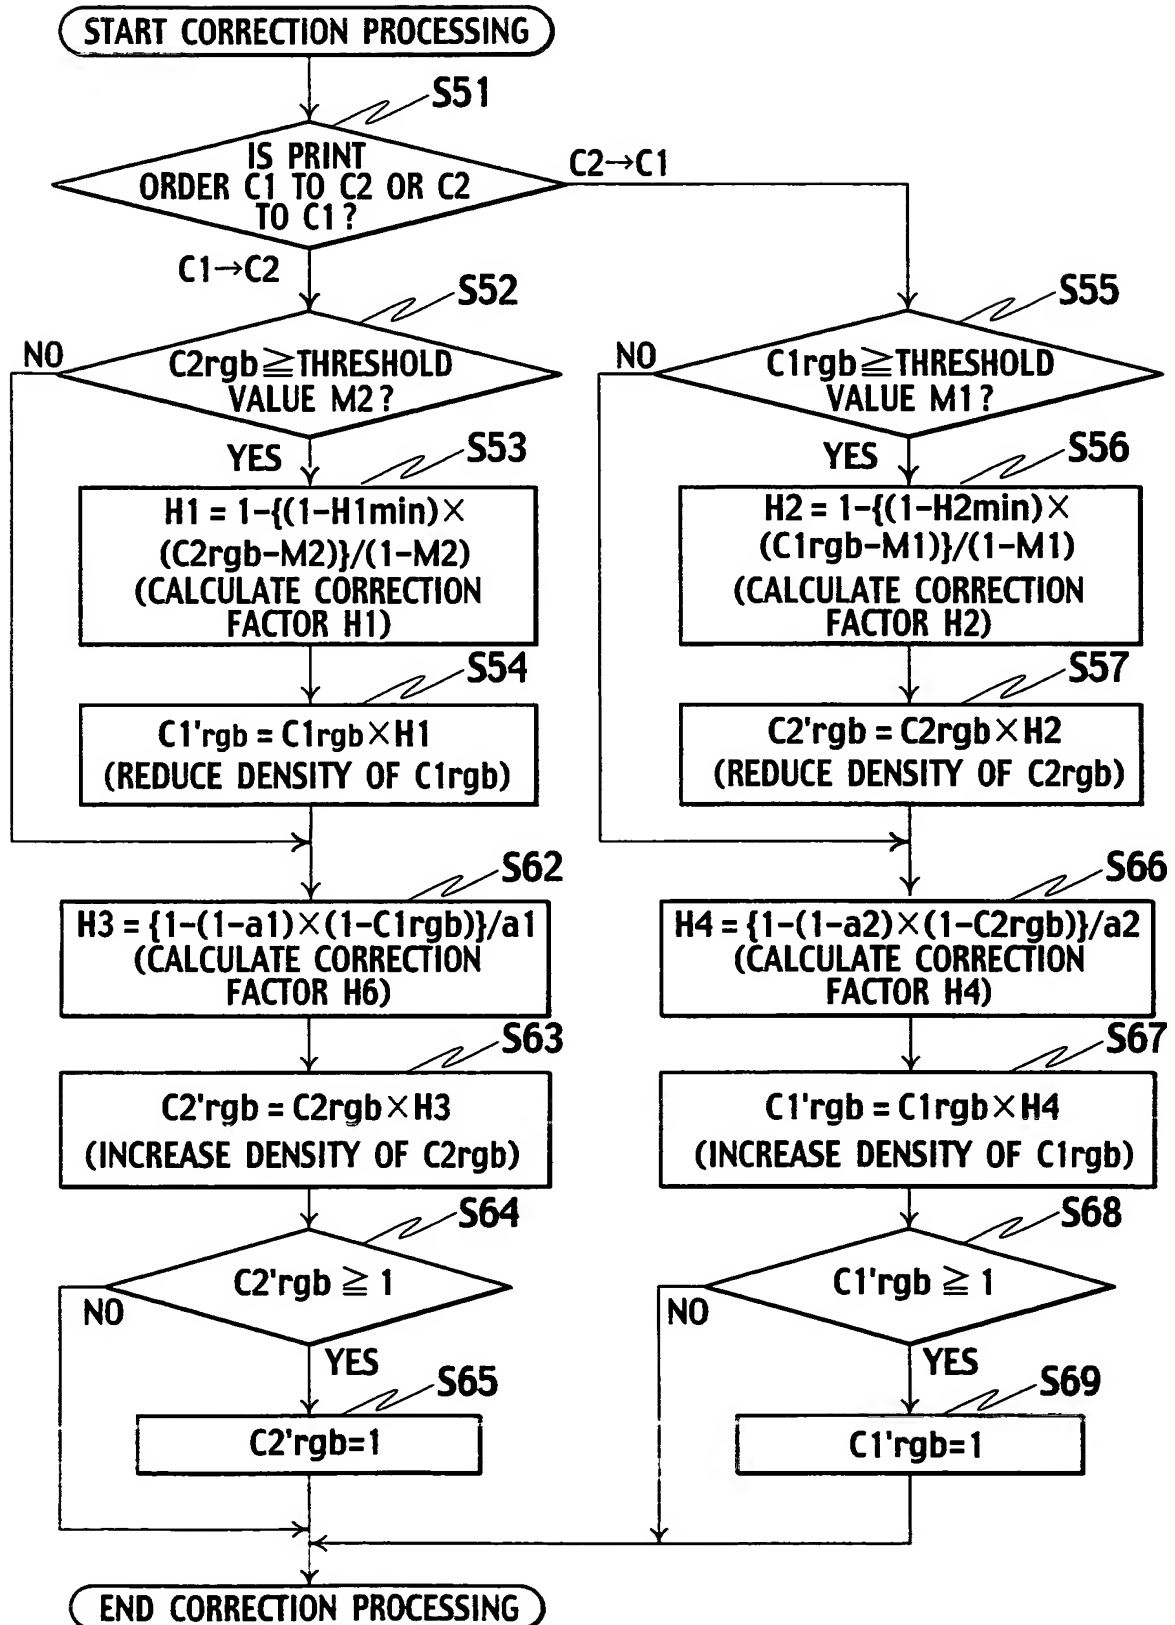 START CORRECTION PROCESSING
S51
IS PRINT
ORDER C1 TO C2 OR C2
TO C1?
C2→C1
C1→C2
S52
C2rgb≧THRESHOLD
VALUE M2?
NO
YES
S53
H1 = 1-{(1-H1min)×
(C2rgb-M2)}/(1-M2)
(CALCULATE CORRECTION
FACTOR H1)
S54
C1'rgb = C1rgb×H1
(REDUCE DENSITY OF C1rgb)
S62
H3 = {1-(1-a1)×(1-C1rgb)}/a1
(CALCULATE CORRECTION
FACTOR H6)
S63
C2'rgb = C2rgb×H3
(INCREASE DENSITY OF C2rgb)
S64
C2'rgb ≧ 1
NO
YES
S65
C2'rgb=1
S55
C1rgb≧THRESHOLD
VALUE M1?
NO
YES
S56
H2 = 1-{(1-H2min)×
(C1rgb-M1)}/(1-M1)
(CALCULATE CORRECTION
FACTOR H2)
S57
C2'rgb = C2rgb×H2
(REDUCE DENSITY OF C2rgb)
S66
H4 = {1-(1-a2)×(1-C2rgb)}/a2
(CALCULATE CORRECTION
FACTOR H4)
S67
C1'rgb = C1rgb×H4
(INCREASE DENSITY OF C1rgb)
S68
C1'rgb ≧ 1
NO
YES
S69
C1'rgb=1
END CORRECTION PROCESSING